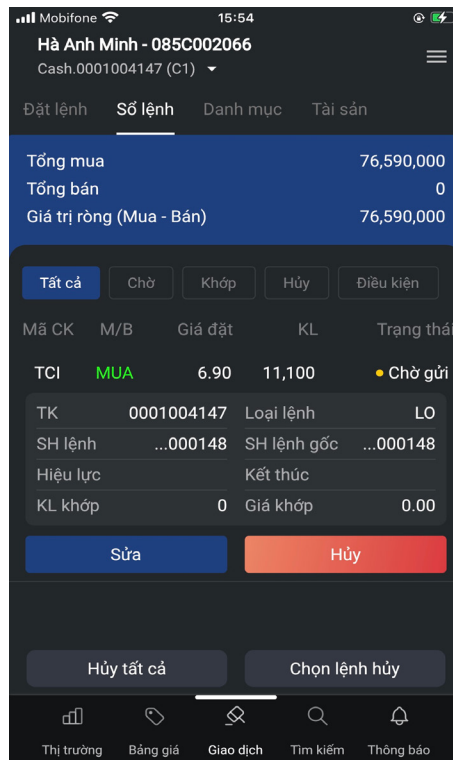 Mobifone 15:54
Hà Anh Minh - 085C002066
Cash.0001004147 (C1)
Đặt lệnh Sổ lệnh Danh mục Tài sản
Tổng mua 76,590,000
Tổng bán 0
Giá trị ròng (Mua - Bán) 76,590,000
Tất cả Chờ Khớp Hủy Điều kiện
Mã CK M/B Giá đặt KL Trạng thái
TCI MUA 6.90 11,100 Chờ gửi
TK 0001004147 Loại lệnh LO
SH lệnh ...000148 SH lệnh gốc ...000148
Hiệu lực Kết thúc
KL khớp 0 Giá khớp 0.00
Sửa Hủy
Hủy tất cả Chọn lệnh hủy
Thị trường Bảng giá Giao dịch Tìm kiếm Thông báo